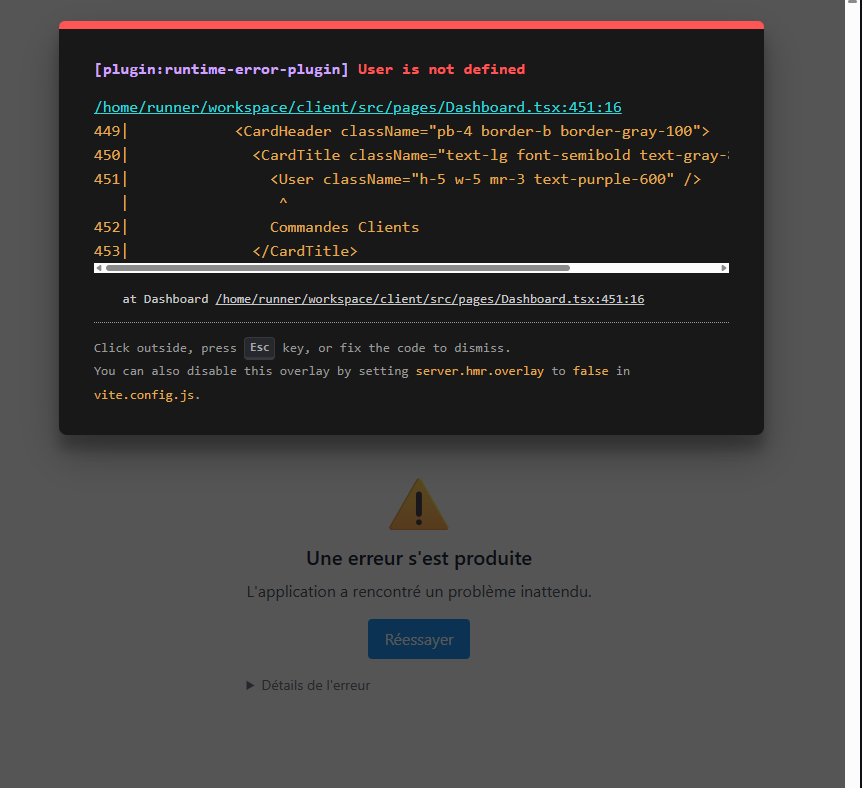 [plugin:runtime-error-plugin] User is not defined
/home/runner/workspace/client/src/pages/Dashboard.tsx:451:16
449|            <CardHeader className="pb-4 border-b border-gray-100">
450|              <CardTitle className="text-lg font-semibold text-gray-
451|                <User className="h-5 w-5 mr-3 text-purple-600" />
   |                 ^
452|                Commandes Clients
453|              </CardTitle>
at Dashboard /home/runner/workspace/client/src/pages/Dashboard.tsx:451:16
Click outside, press Esc key, or fix the code to dismiss.
You can also disable this overlay by setting server.hmr.overlay to false in
vite.config.js.
Une erreur s'est produite
L'application a rencontré un problème inattendu.
Réessayer
▶ Détails de l'erreur